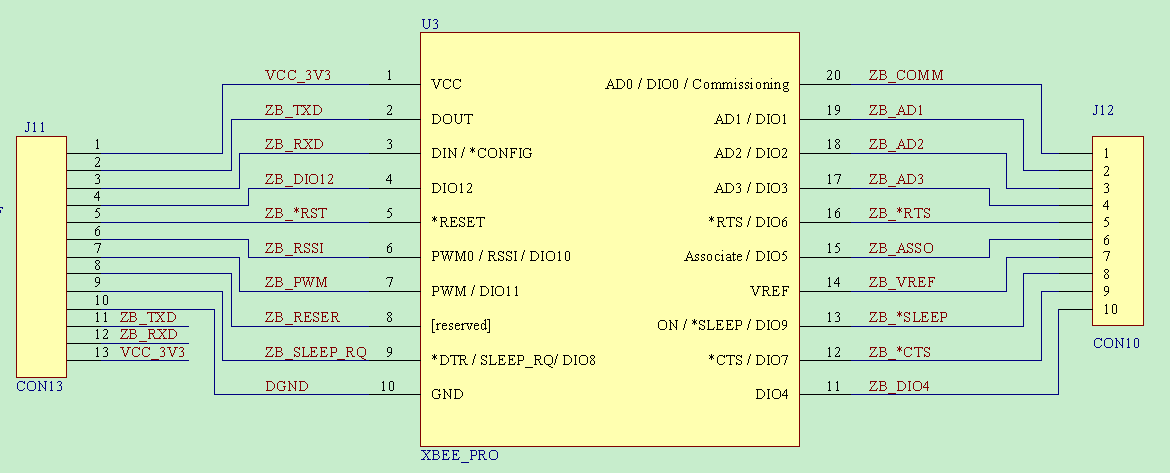 U3
VCC_3V3 1 VCC
ZB_TXD 2 DOUT
ZB_RXD 3 DIN / *CONFIG
ZB_DIO12 4 DIO12
ZB_*RST 5 *RESET
ZB_RSSI 6 PWM0 / RSSI / DIO10
ZB_PWM 7 PWM / DIO11
ZB_RESER 8 [reserved]
ZB_SLEEP_RQ 9 *DTR / SLEEP_RQ/ DIO8
DGND 10 GND
AD0 / DIO0 / Commissioning 20 ZB_COMM
AD1 / DIO1 19 ZB_AD1
AD2 / DIO2 18 ZB_AD2
AD3 / DIO3 17 ZB_AD3
*RTS / DIO6 16 ZB_*RTS
Associate / DIO5 15 ZB_ASSO
VREF 14 ZB_VREF
ON / *SLEEP / DIO9 13 ZB_*SLEEP
*CTS / DIO7 12 ZB_*CTS
DIO4 11 ZB_DIO4
XBEE_PRO
J11
1
2
3
4
5
6
7
8
9
10
11 ZB_TXD
12 ZB_RXD
13 VCC_3V3
CON13
J12
1
2
3
4
5
6
7
8
9
10
CON10